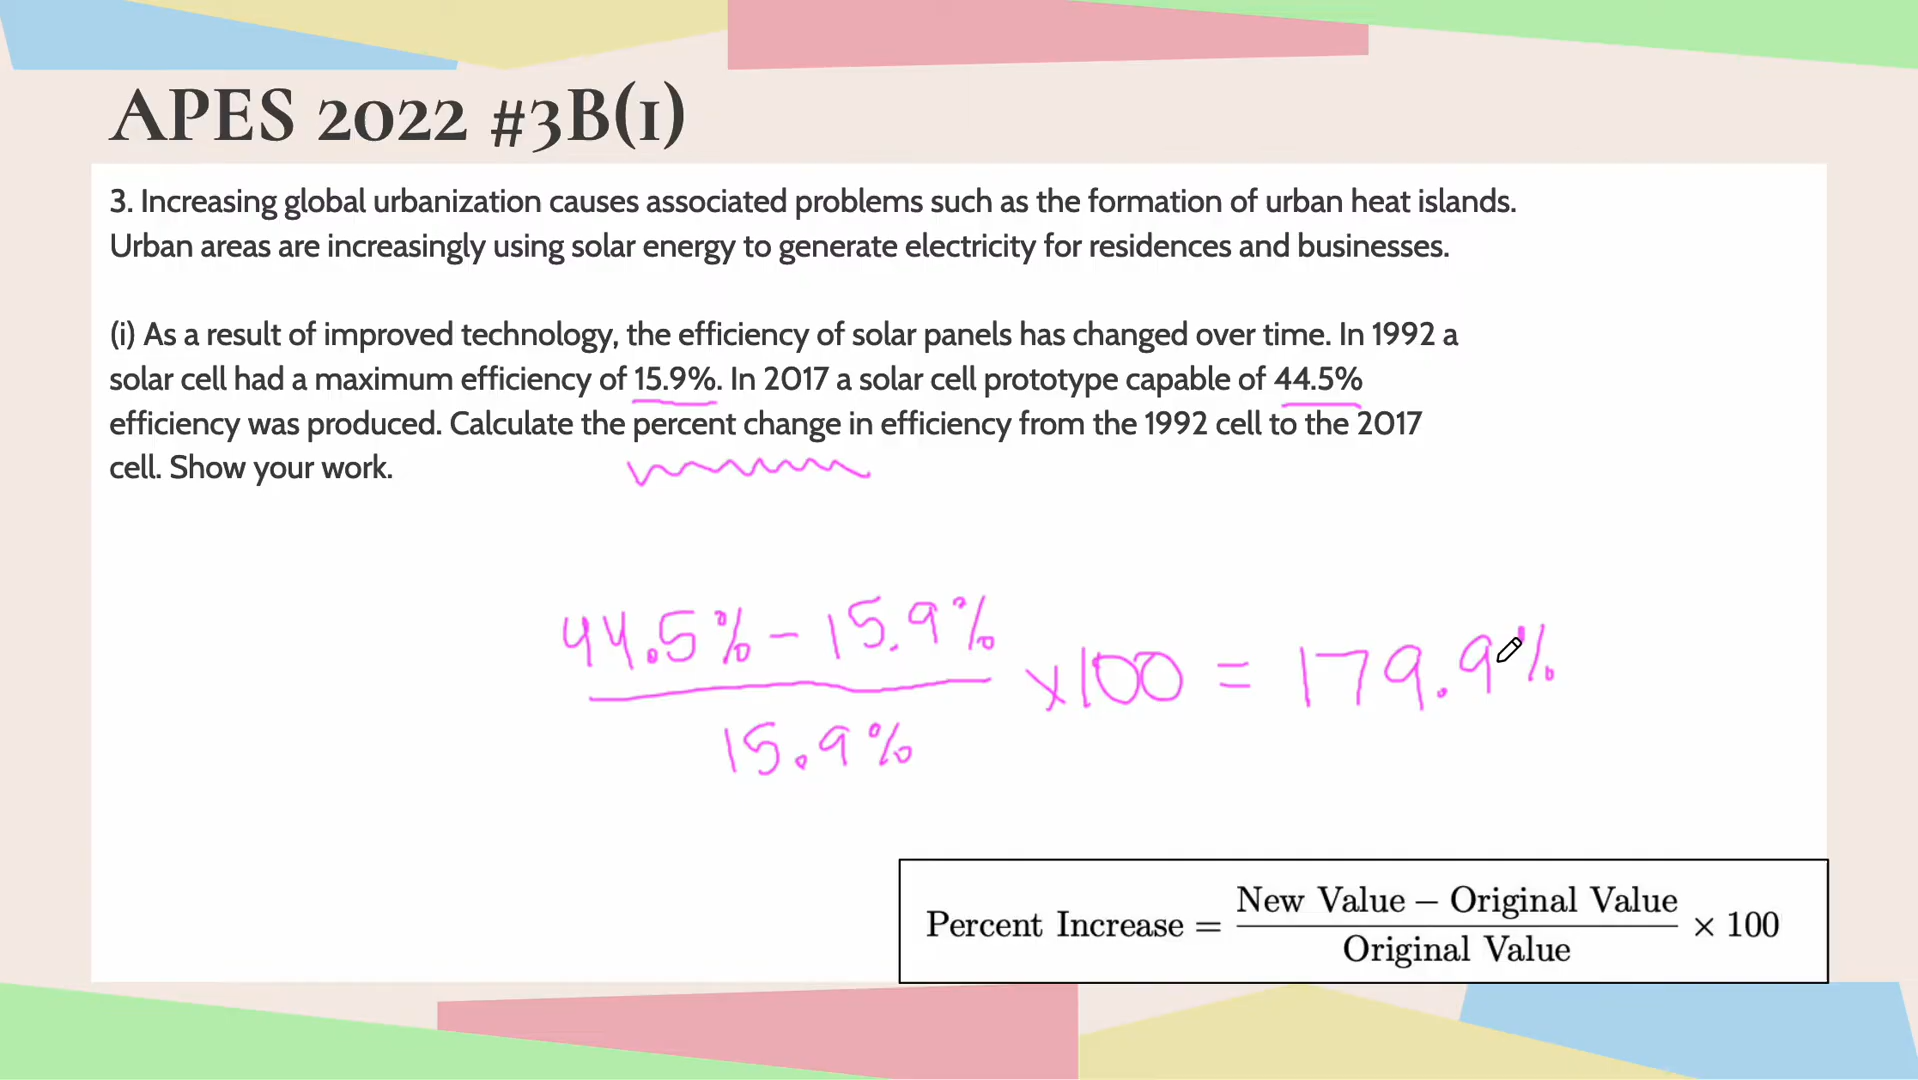 APES 2022 #3B(1)
3. Increasing global urbanization causes associated problems such as the formation of urban heat islands.
Urban areas are increasingly using solar energy to generate electricity for residences and businesses.
(i) As a result of improved technology, the efficiency of solar panels has changed over time. In 1992 a
solar cell had a maximum efficiency of 15.9%. In 2017 a solar cell prototype capable of 44.5%
efficiency was produced. Calculate the percent change in efficiency from the 1992 cell to the 2017
cell. Show your work.
44.5% - 15.9%
x100 = 179.9%
15.9%
New Value − Original Value
Percent Increase = × 100
Original Value